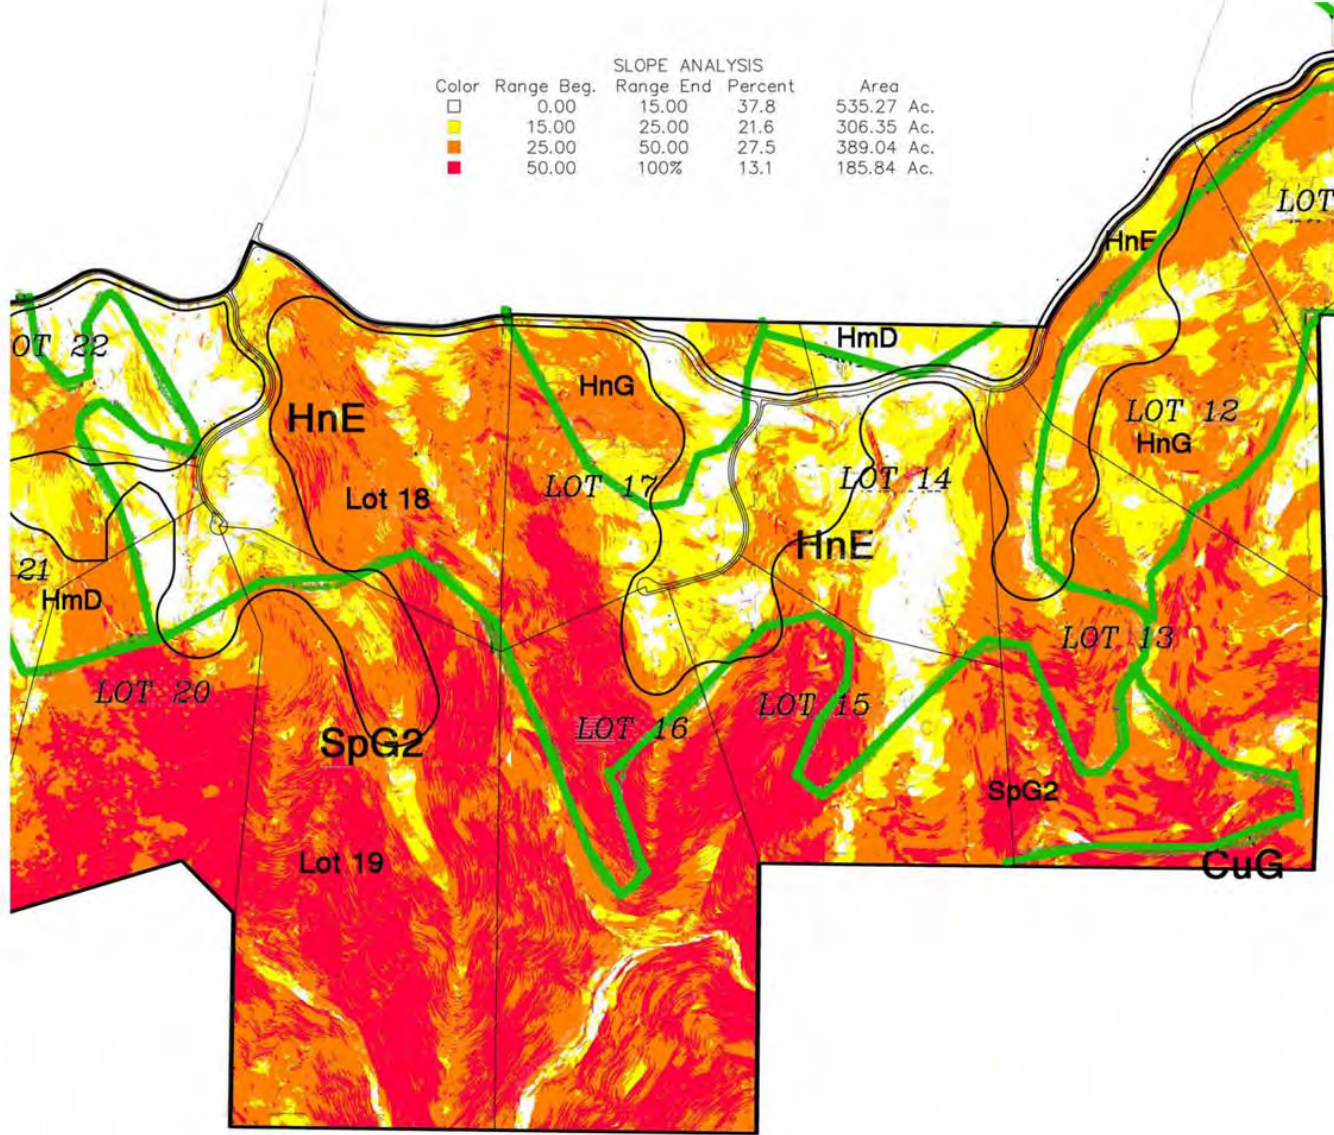 SLOPE ANALYSIS
Color Range Beg. Range End Percent Area
0.00 15.00 37.8 535.27 Ac.
15.00 25.00 21.6 306.35 Ac.
25.00 50.00 27.5 389.04 Ac.
50.00 100% 13.1 185.84 Ac.
LOT
HnE
HmD
OT 22
HnG
HnE
LOT 12
HnG
LOT 17
LOT 14
Lot 18
HnE
21
HmD
LOT 13
LOT 20
LOT 15
LOT 16
SpG2
SpG2
Lot 19
CuG